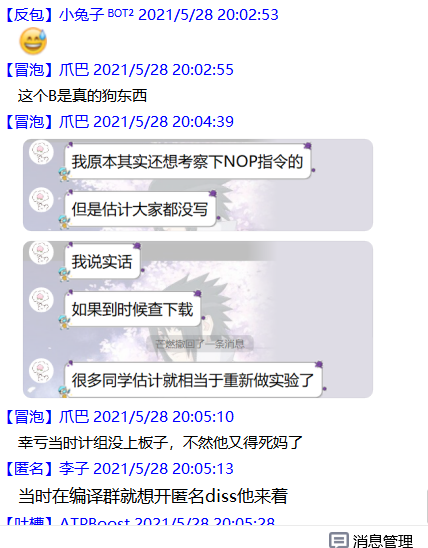 【反包】小兔子 BOT2 2021/5/28 20:02:53
【冒泡】爪巴 2021/5/28 20:02:55
这个B是真的狗东西
【冒泡】爪巴 2021/5/28 20:04:39
我原本其实还想考察下NOP指令的
但是估计大家都没写
我说实话
如果到时候查下载
芒燃撤回了一条消息
很多同学估计就相当于重新做实验了
【冒泡】爪巴 2021/5/28 20:05:10
幸亏当时计组没上板子，不然他又得死妈了
【匿名】李子 2021/5/28 20:05:13
当时在编译群就想开匿名diss他来着
【吐槽】ATPBoost 2021/5/28 20:05:28
消息管理